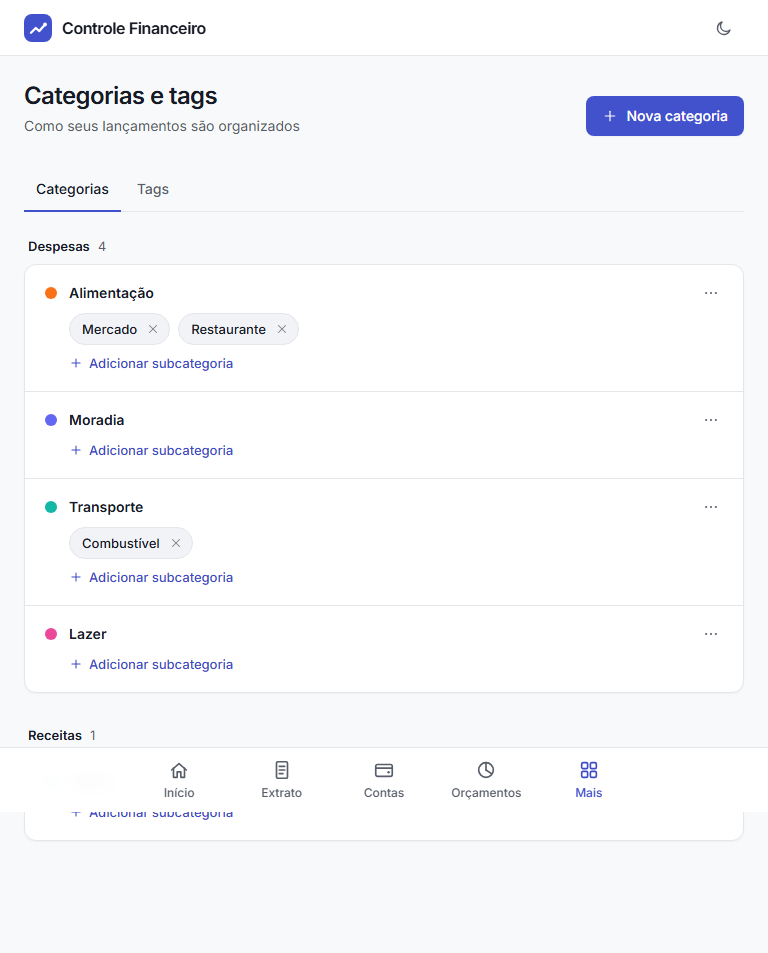 Controle Financeiro
Categorias e tags
Como seus lançamentos são organizados
Nova categoria
Categorias Tags
Despesas 4
Alimentação
Mercado Restaurante
Adicionar subcategoria
Moradia
Adicionar subcategoria
Transporte
Combustível
Adicionar subcategoria
Lazer
Adicionar subcategoria
Receitas 1
Início Extrato Contas Orçamentos Mais
Adicionar subcategoria